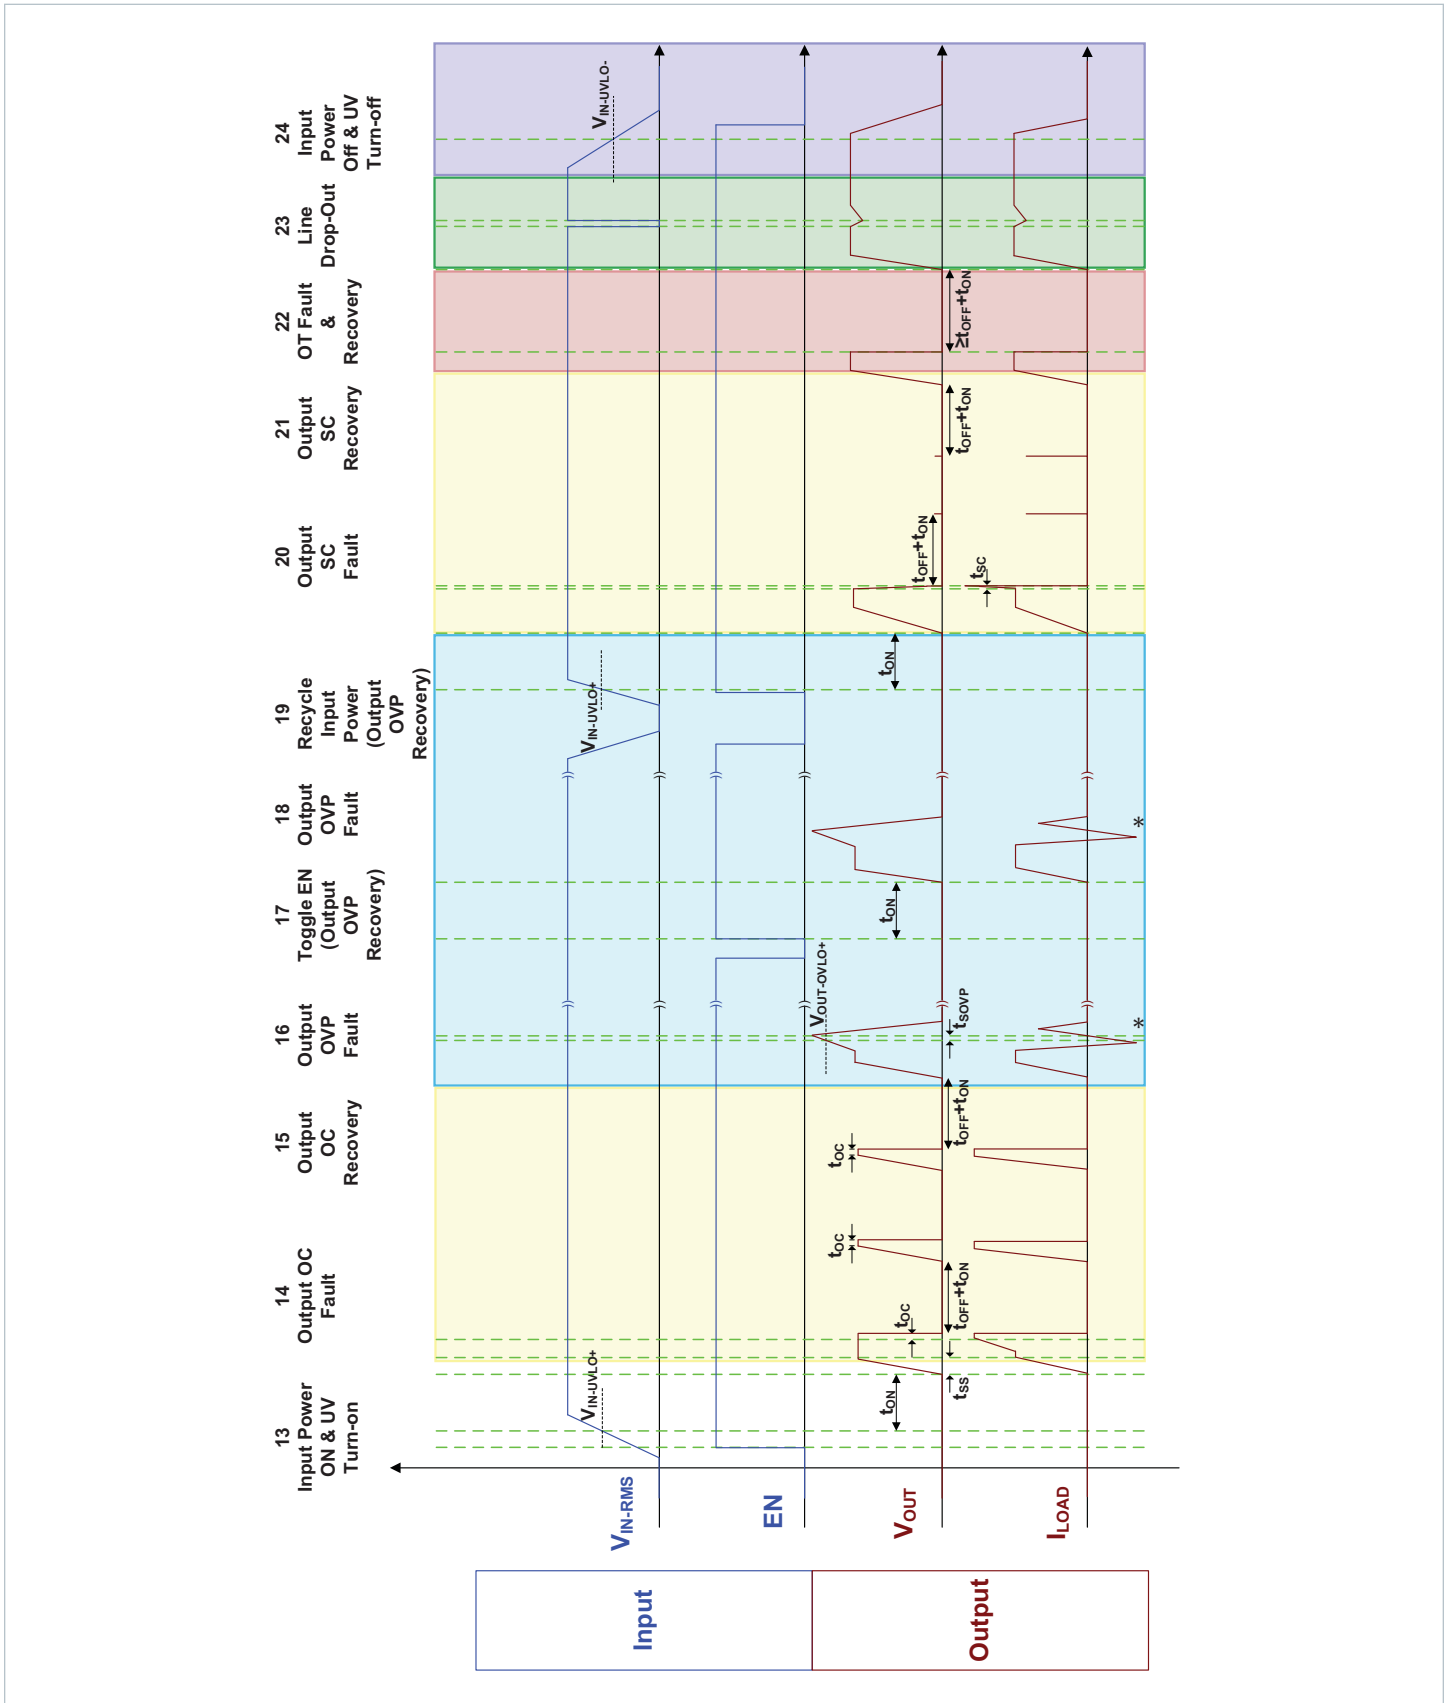 13
Input Power
ON & UV
Turn-on
14
Output OC
Fault
15
Output
OC
Recovery
16
Output
OVP
Fault
17
Toggle EN
(Output
OVP
Recovery)
18
Output
OVP
Fault
19
Recycle
Input
Power
(Output
OVP
Recovery)
20
Output
SC
Fault
21
Output
SC
Recovery
22
OT Fault
&
Recovery
23
Line
Drop-Out
24
Input
Power
Off & UV
Turn-off
Input
VIN-RMS
VIN-UVLO+
VIN-UVLO+
VIN-UVLO-
EN
Output
VOUT
tON
tSS
tOC
tOFF+tON
tOC
tOC
tOFF+tON
VOUT-OVLO+
tSOVP
tON
tON
tOFF+tON
tOFF+tON
≥tOFF+tON
ILOAD
*
*
tSC